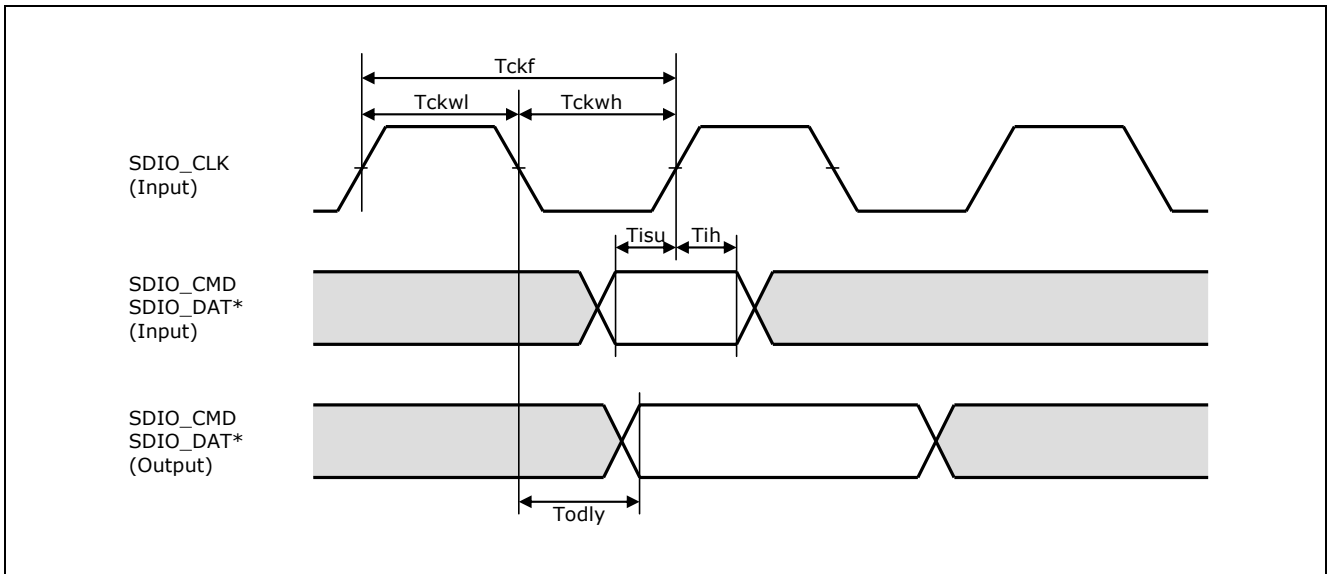 Tckf
Tckwl
Tckwh
SDIO_CLK
(Input)
Tisu
Tih
SDIO_CMD
SDIO_DAT*
(Input)
SDIO_CMD
SDIO_DAT*
(Output)
Todly